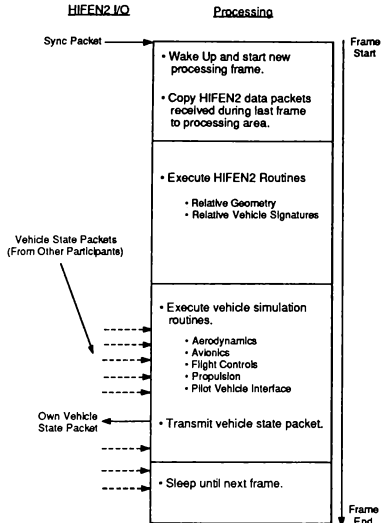 HIFEN2 I/O
Processing
Sync Packet
Frame
Start
• Wake Up and start new
processing frame.
• Copy HIFEN2 data packets
received during last frame
to processing area.
• Execute HIFEN2 Routines
• Relative Geometry
• Relative Vehicle Signatures
Vehicle State Packets
(From Other Participants)
• Execute vehicle simulation
routines.
• Aerodynamics
• Avionics
• Flight Controls
• Propulsion
• Pilot Vehicle Interface
Own Vehicle
State Packet
• Transmit vehicle state packet.
• Sleep until next frame.
Frame
End